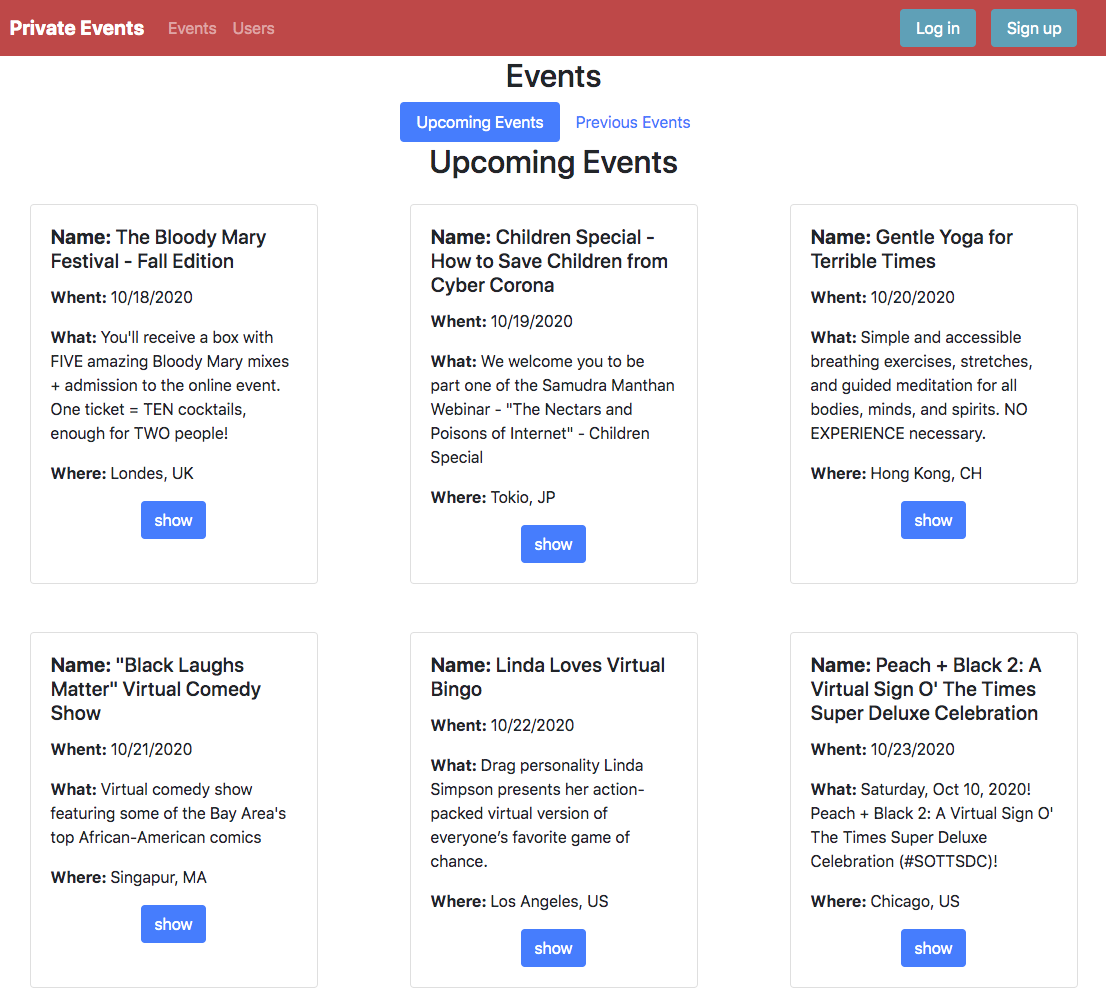 Private Events Events Users Log in Sign up
Events
Upcoming Events Previous Events
Upcoming Events
Name: The Bloody Mary
Festival - Fall Edition
Whent: 10/18/2020
What: You'll receive a box with
FIVE amazing Bloody Mary mixes
+ admission to the online event.
One ticket = TEN cocktails,
enough for TWO people!
Where: Londes, UK
show
Name: Children Special -
How to Save Children from
Cyber Corona
Whent: 10/19/2020
What: We welcome you to be
part one of the Samudra Manthan
Webinar - "The Nectars and
Poisons of Internet" - Children
Special
Where: Tokio, JP
show
Name: Gentle Yoga for
Terrible Times
Whent: 10/20/2020
What: Simple and accessible
breathing exercises, stretches,
and guided meditation for all
bodies, minds, and spirits. NO
EXPERIENCE necessary.
Where: Hong Kong, CH
show
Name: "Black Laughs
Matter" Virtual Comedy
Show
Whent: 10/21/2020
What: Virtual comedy show
featuring some of the Bay Area's
top African-American comics
Where: Singapur, MA
show
Name: Linda Loves Virtual
Bingo
Whent: 10/22/2020
What: Drag personality Linda
Simpson presents her action-
packed virtual version of
everyone’s favorite game of
chance.
Where: Los Angeles, US
show
Name: Peach + Black 2: A
Virtual Sign O' The Times
Super Deluxe Celebration
Whent: 10/23/2020
What: Saturday, Oct 10, 2020!
Peach + Black 2: A Virtual Sign O'
The Times Super Deluxe
Celebration (#SOTTSDC)!
Where: Chicago, US
show